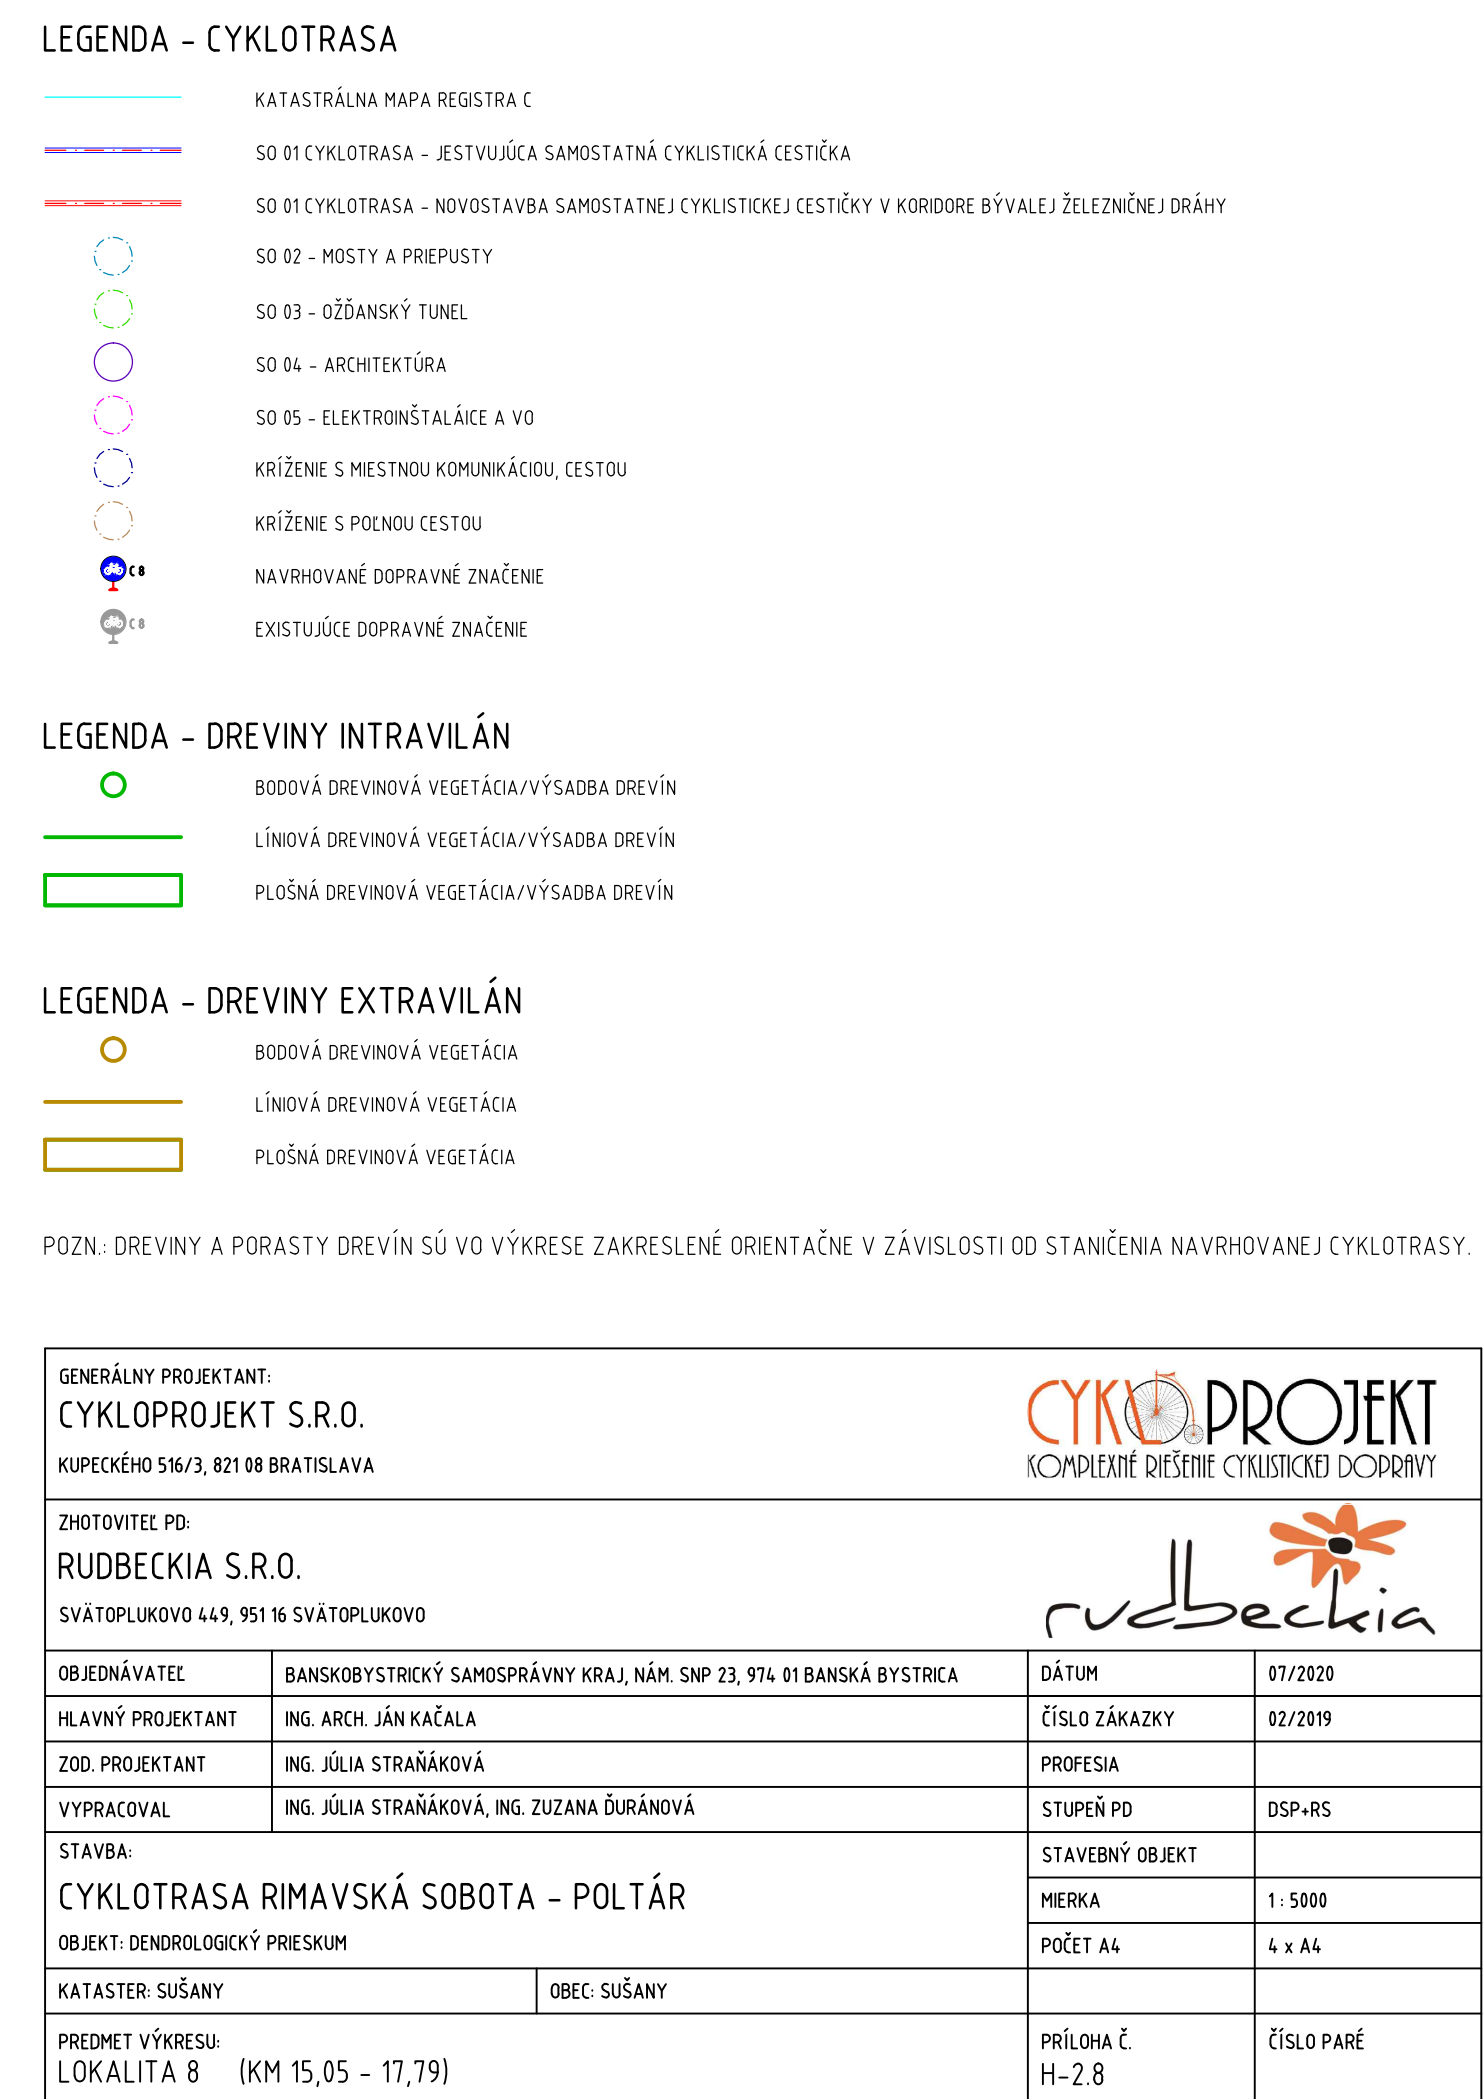 LEGENDA - CYKLOTRASA
KATASTRÁLNA MAPA REGISTRA C
SO 01 CYKLOTRASA - JESTVUJÚCA SAMOSTATNÁ CYKLISTICKÁ CESTIČKA
SO 01 CYKLOTRASA - NOVOSTAVBA SAMOSTATNEJ CYKLISTICKEJ CESTIČKY V KORIDORE BÝVALEJ ŽELEZNIČNEJ DRÁHY
SO 02 - MOSTY A PRIEPUSTY
SO 03 - OŽĎANSKÝ TUNEL
SO 04 - ARCHITEKTÚRA
SO 05 - ELEKTROINŠTALÁICE A VO
KRÍŽENIE S MIESTNOU KOMUNIKÁCIOU, CESTOU
KRÍŽENIE S POĽNOU CESTOU
C8 NAVRHOVANÉ DOPRAVNÉ ZNAČENIE
C8 EXISTUJÚCE DOPRAVNÉ ZNAČENIE
LEGENDA - DREVINY INTRAVILÁN
BODOVÁ DREVINOVÁ VEGETÁCIA/VÝSADBA DREVÍN
LÍNIOVÁ DREVINOVÁ VEGETÁCIA/VÝSADBA DREVÍN
PLOŠNÁ DREVINOVÁ VEGETÁCIA/VÝSADBA DREVÍN
LEGENDA - DREVINY EXTRAVILÁN
BODOVÁ DREVINOVÁ VEGETÁCIA
LÍNIOVÁ DREVINOVÁ VEGETÁCIA
PLOŠNÁ DREVINOVÁ VEGETÁCIA
POZN.: DREVINY A PORASTY DREVÍN SÚ VO VÝKRESE ZAKRESLENÉ ORIENTAČNE V ZÁVISLOSTI OD STANIČENIA NAVRHOVANEJ CYKLOTRASY.
GENERÁLNY PROJEKTANT:
CYKLOPROJEKT S.R.O.
KUPECKÉHO 516/3, 821 08 BRATISLAVA
CYKLOPROJEKT
KOMPLEXNÉ RIEŠENIE CYKLISTICKEJ DOPRAVY
ZHOTOVITEĽ PD:
RUDBECKIA S.R.O.
SVÄTOPLUKOVO 449, 951 16 SVÄTOPLUKOVO
rudbeckia
OBJEDNÁVATEĽ BANSKOBYSTRICKÝ SAMOSPRÁVNY KRAJ, NÁM. SNP 23, 974 01 BANSKÁ BYSTRICA DÁTUM 07/2020
HLAVNÝ PROJEKTANT ING. ARCH. JÁN KAČALA ČÍSLO ZÁKAZKY 02/2019
ZOD. PROJEKTANT ING. JÚLIA STRAŇÁKOVÁ PROFESIA
VYPRACOVAL ING. JÚLIA STRAŇÁKOVÁ, ING. ZUZANA ĎURÁNOVÁ STUPEŇ PD DSP+RS
STAVBA:
CYKLOTRASA RIMAVSKÁ SOBOTA - POLTÁR
OBJEKT: DENDROLOGICKÝ PRIESKUM
STAVEBNÝ OBJEKT
MIERKA 1 : 5000
POČET A4 4 x A4
KATASTER: SUŠANY OBEC: SUŠANY
PREDMET VÝKRESU:
LOKALITA 8 (KM 15,05 - 17,79)
PRÍLOHA Č.
H-2.8
ČÍSLO PARÉ